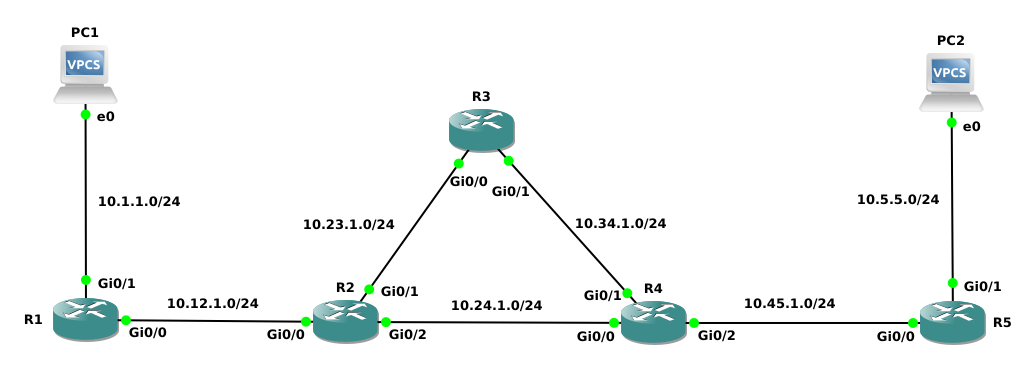 PC1
VPCS
e0
PC2
VPCS
e0
R3
Gi0/0
Gi0/1
10.1.1.0/24
10.5.5.0/24
10.23.1.0/24
10.34.1.0/24
Gi0/1
R2
Gi0/1
Gi0/1
R4
Gi0/1
10.12.1.0/24
10.24.1.0/24
10.45.1.0/24
R1
Gi0/0
Gi0/0
Gi0/2
Gi0/0
Gi0/2
Gi0/0
R5